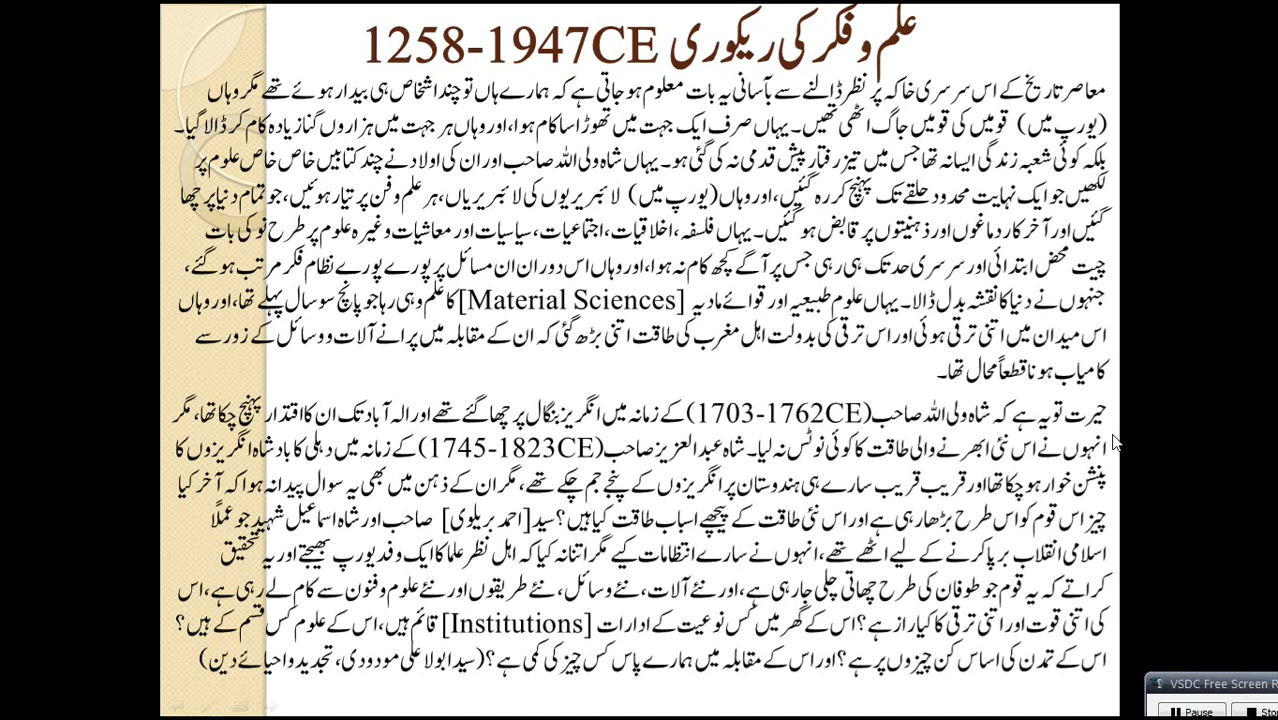 علم و فکر کی ریکوری 1258-1947CE
معاصر تاریخ کے اس سرسری خاکہ پر نظر ڈالنے سے بآسانی یہ بات معلوم ہو جاتی ہے کہ ہمارے ہاں تو چند اشخاص ہی بیدار ہوئے تھے مگر وہاں
(یورپ میں) قومیں کی قومیں جاگ اٹھی تھیں۔ یہاں صرف ایک جہت میں تھوڑا سا کام ہوا، اور وہاں ہر جہت میں ہزاروں گنا زیادہ کام کر ڈالا گیا۔
بلکہ کوئی شعبہ زندگی ایسا نہ تھا جس میں تیز رفتار پیش قدمی نہ کی گئی ہو۔ یہاں شاہ ولی اللہ صاحب اور ان کی اولاد نے چند کتابیں خاص خاص علوم پر
لکھیں جو ایک نہایت محدود حلقے تک پہنچ کر رہ گئیں، اور وہاں (یورپ میں) لائبریریوں کی لائبریریاں، ہر علم و فن پر تیار ہوئیں، جو تمام دنیا پر چھا
گئیں اور آخر کار دماغوں اور ذہنیتوں پر قابض ہو گئیں۔ یہاں فلسفہ، اخلاقیات، اجتماعیات، سیاسیات اور معاشیات وغیرہ علوم پر طرح نو کی بات
چیت محض ابتدائی اور سرسری حد تک ہی رہی جس پر آگے کچھ کام نہ ہوا، اور وہاں اس دوران ان مسائل پر پورے پورے نظام فکر مرتب ہو گئے،
جنہوں نے دنیا کا نقشہ بدل ڈالا۔ یہاں علوم طبیعیہ اور قوائے مادیہ [Material Sciences] کا علم وہی رہا جو پانچ سو سال پہلے تھا، اور وہاں
اس میدان میں اتنی ترقی ہوئی اور اس ترقی کی بدولت اہل مغرب کی طاقت اتنی بڑھ گئی کہ ان کے مقابلہ میں پرانے آلات و وسائل کے زور سے
کامیاب ہونا قطعاً محال تھا۔
حیرت تو یہ ہے کہ شاہ ولی اللہ صاحب (1703-1762CE) کے زمانہ میں انگریز بنگال پر چھا گئے تھے اور الہ آباد تک ان کا اقتدار پہنچ چکا تھا، مگر
انہوں نے اس نئی ابھرنے والی طاقت کا کوئی نوٹس نہ لیا۔ شاہ عبدالعزیز صاحب (1745-1823CE) کے زمانہ میں دہلی کا بادشاہ انگریزوں کا
پنشن خوار ہو چکا تھا اور قریب قریب سارے ہی ہندوستان پر انگریزوں کے پنجے جم چکے تھے، مگر ان کے ذہن میں بھی یہ سوال پیدا نہ ہوا کہ آخر کیا
چیز اس قوم کو اس طرح بڑھا رہی ہے اور اس نئی طاقت کے پیچھے اسباب طاقت کیا ہیں؟ سید [احمد بریلوی] صاحب اور شاہ اسماعیل شہید جو عملاً
اسلامی انقلاب برپا کرنے کے لیے اٹھے تھے، انہوں نے سارے انتظامات کیے مگر اتنا نہ کیا کہ اہل نظر علما کا ایک وفد یورپ بھیجتے اور یہ تحقیق
کراتے کہ یہ قوم جو طوفان کی طرح چھاتی چلی جا رہی ہے، اور نئے آلات، نئے وسائل، نئے طریقوں اور نئے علوم و فنون سے کام لے رہی ہے، اس
کی اتنی قوت اور اتنی ترقی کا کیا راز ہے؟ اس کے گھر میں کس نوعیت کے ادارات [Institutions] قائم ہیں، اس کے علوم کس قسم کے ہیں؟
اس کے تمدن کی اساس کن چیزوں پر ہے؟ اور اس کے مقابلہ میں ہمارے پاس کس چیز کی کمی ہے؟ (سید ابولا علی مودودی، تجدید و احیائے دین)
VSDC Free Screen R
Pause
Sto